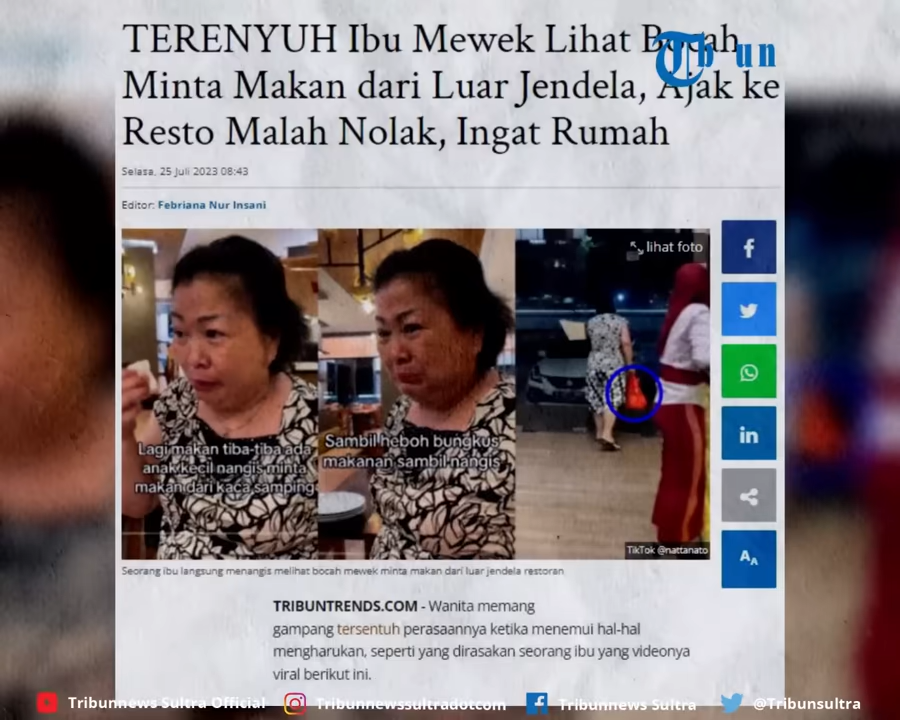 TERENYUH Ibu Mewek Lihat Bocah
Minta Makan dari Luar Jendela, Ajak ke
Resto Malah Nolak, Ingat Rumah
Selasa, 25 Juli 2023 08:43
Editor: Febriana Nur Insani
lihat foto
Lagi makan tiba-tiba ada
anak kecil nangis minta
makan dari kaca samping
Sambil heboh bungkus
makanan sambil nangis
TikTok @nattanato
in
AA
Seorang ibu langsung menangis melihat bocah mewek minta makan dari luar jendela restoran
TRIBUNTRENDS.COM - Wanita memang
gampang tersentuh perasaannya ketika menemui hal-hal
mengharukan, seperti yang dirasakan seorang ibu yang videonya
viral berikut ini.
Tribunnews Sultra Official Tribunnewssultradotcom Tribunnews Sultra @Tribunsultra